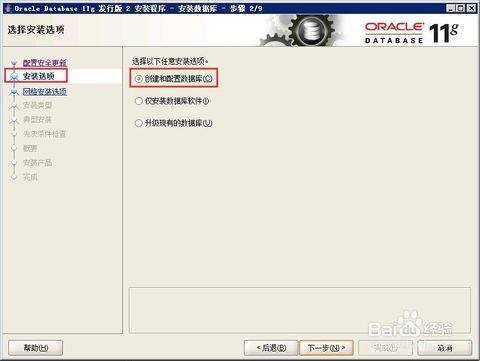 Oracle Database 11g 发行版 2 安装程序 - 安装数据库 - 步骤 2/9
选择安装选项
ORACLE
DATABASE 11g
配置安全更新
安装选项
网格安装选项
安装类型
典型安装
先决条件检查
概要
安装产品
完成
选择以下任意安装选项。
创建和配置数据库(C)
仅安装数据库软件(I)
升级现有的数据库(U)
帮助(H)
< 后退(B)
下一步(N) >
完成(F)
取消
Baidu 经验